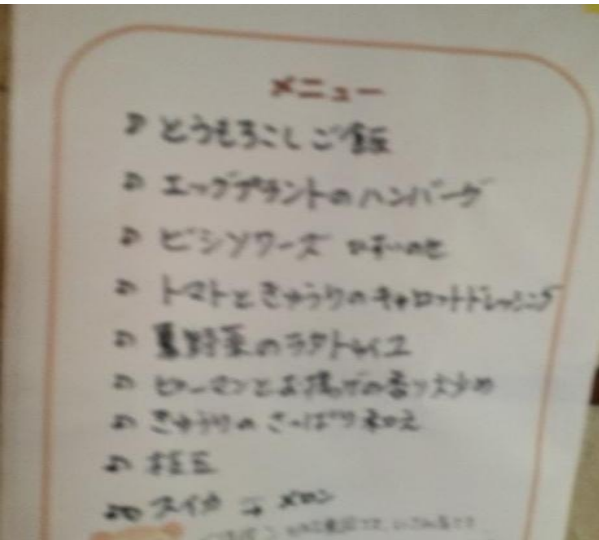 メニュー
とうもろこしご飯
エッグプラントのハンバーグ
ビシソワーズ
トマトときゅうりのキャロットドレッシング
夏野菜のラタトゥイユ
ピーマンとお揚げの香り炒め
きゅうりのさっぱり和え
枝豆
スイカ メロン